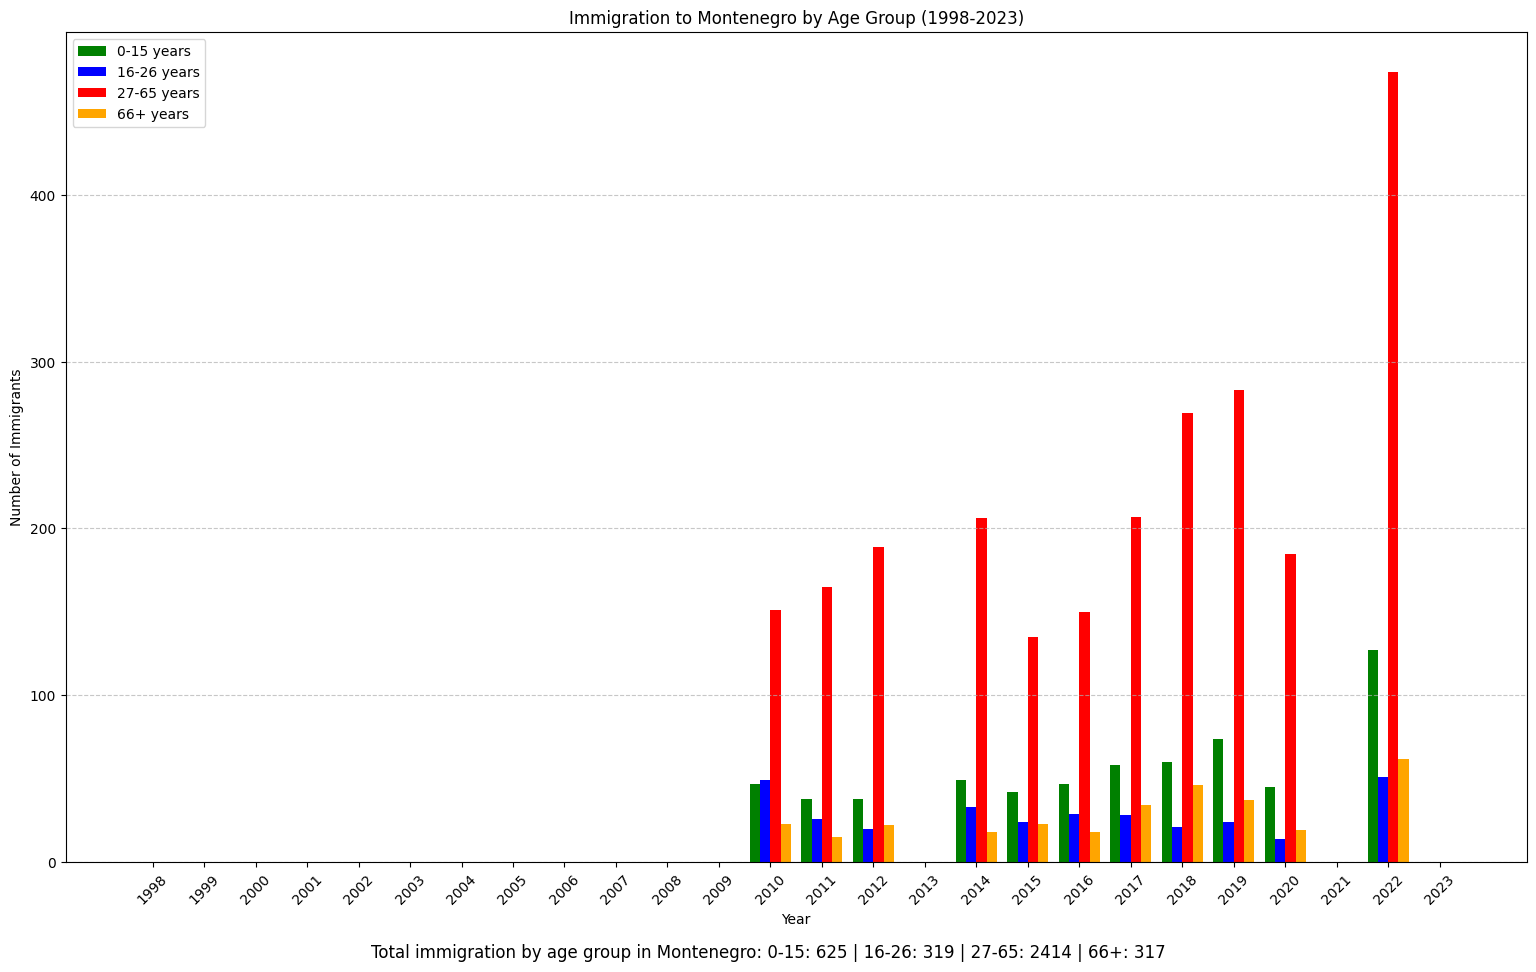 Immigration to Montenegro by Age Group (1998-2023)
0-15 years
16-26 years
27-65 years
66+ years
Number of Immigrants
400
300
200
100
0
1998 1999 2000 2001 2002 2003 2004 2005 2006 2007 2008 2009 2010 2011 2012 2013 2014 2015 2016 2017 2018 2019 2020 2021 2022 2023
Year
Total immigration by age group in Montenegro: 0-15: 625 | 16-26: 319 | 27-65: 2414 | 66+: 317